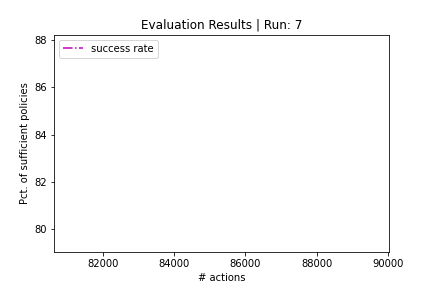 Evaluation Results | Run: 7
success rate
Pct. of sufficient policies
88
86
84
82
80
82000 84000 86000 88000 90000
# actions